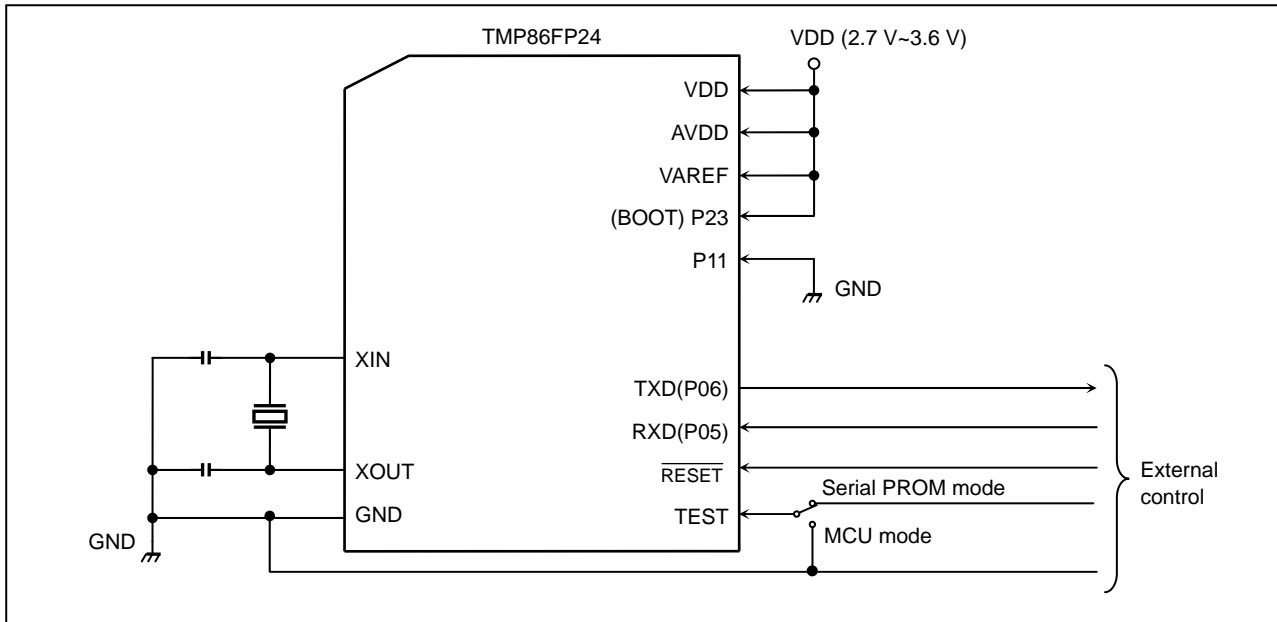 TMP86FP24
VDD (2.7 V~3.6 V)
VDD
AVDD
VAREF
(BOOT) P23
P11
GND
XIN
TXD(P06)
RXD(P05)
XOUT
RESET
Serial PROM mode
External
control
GND
TEST
MCU mode
GND